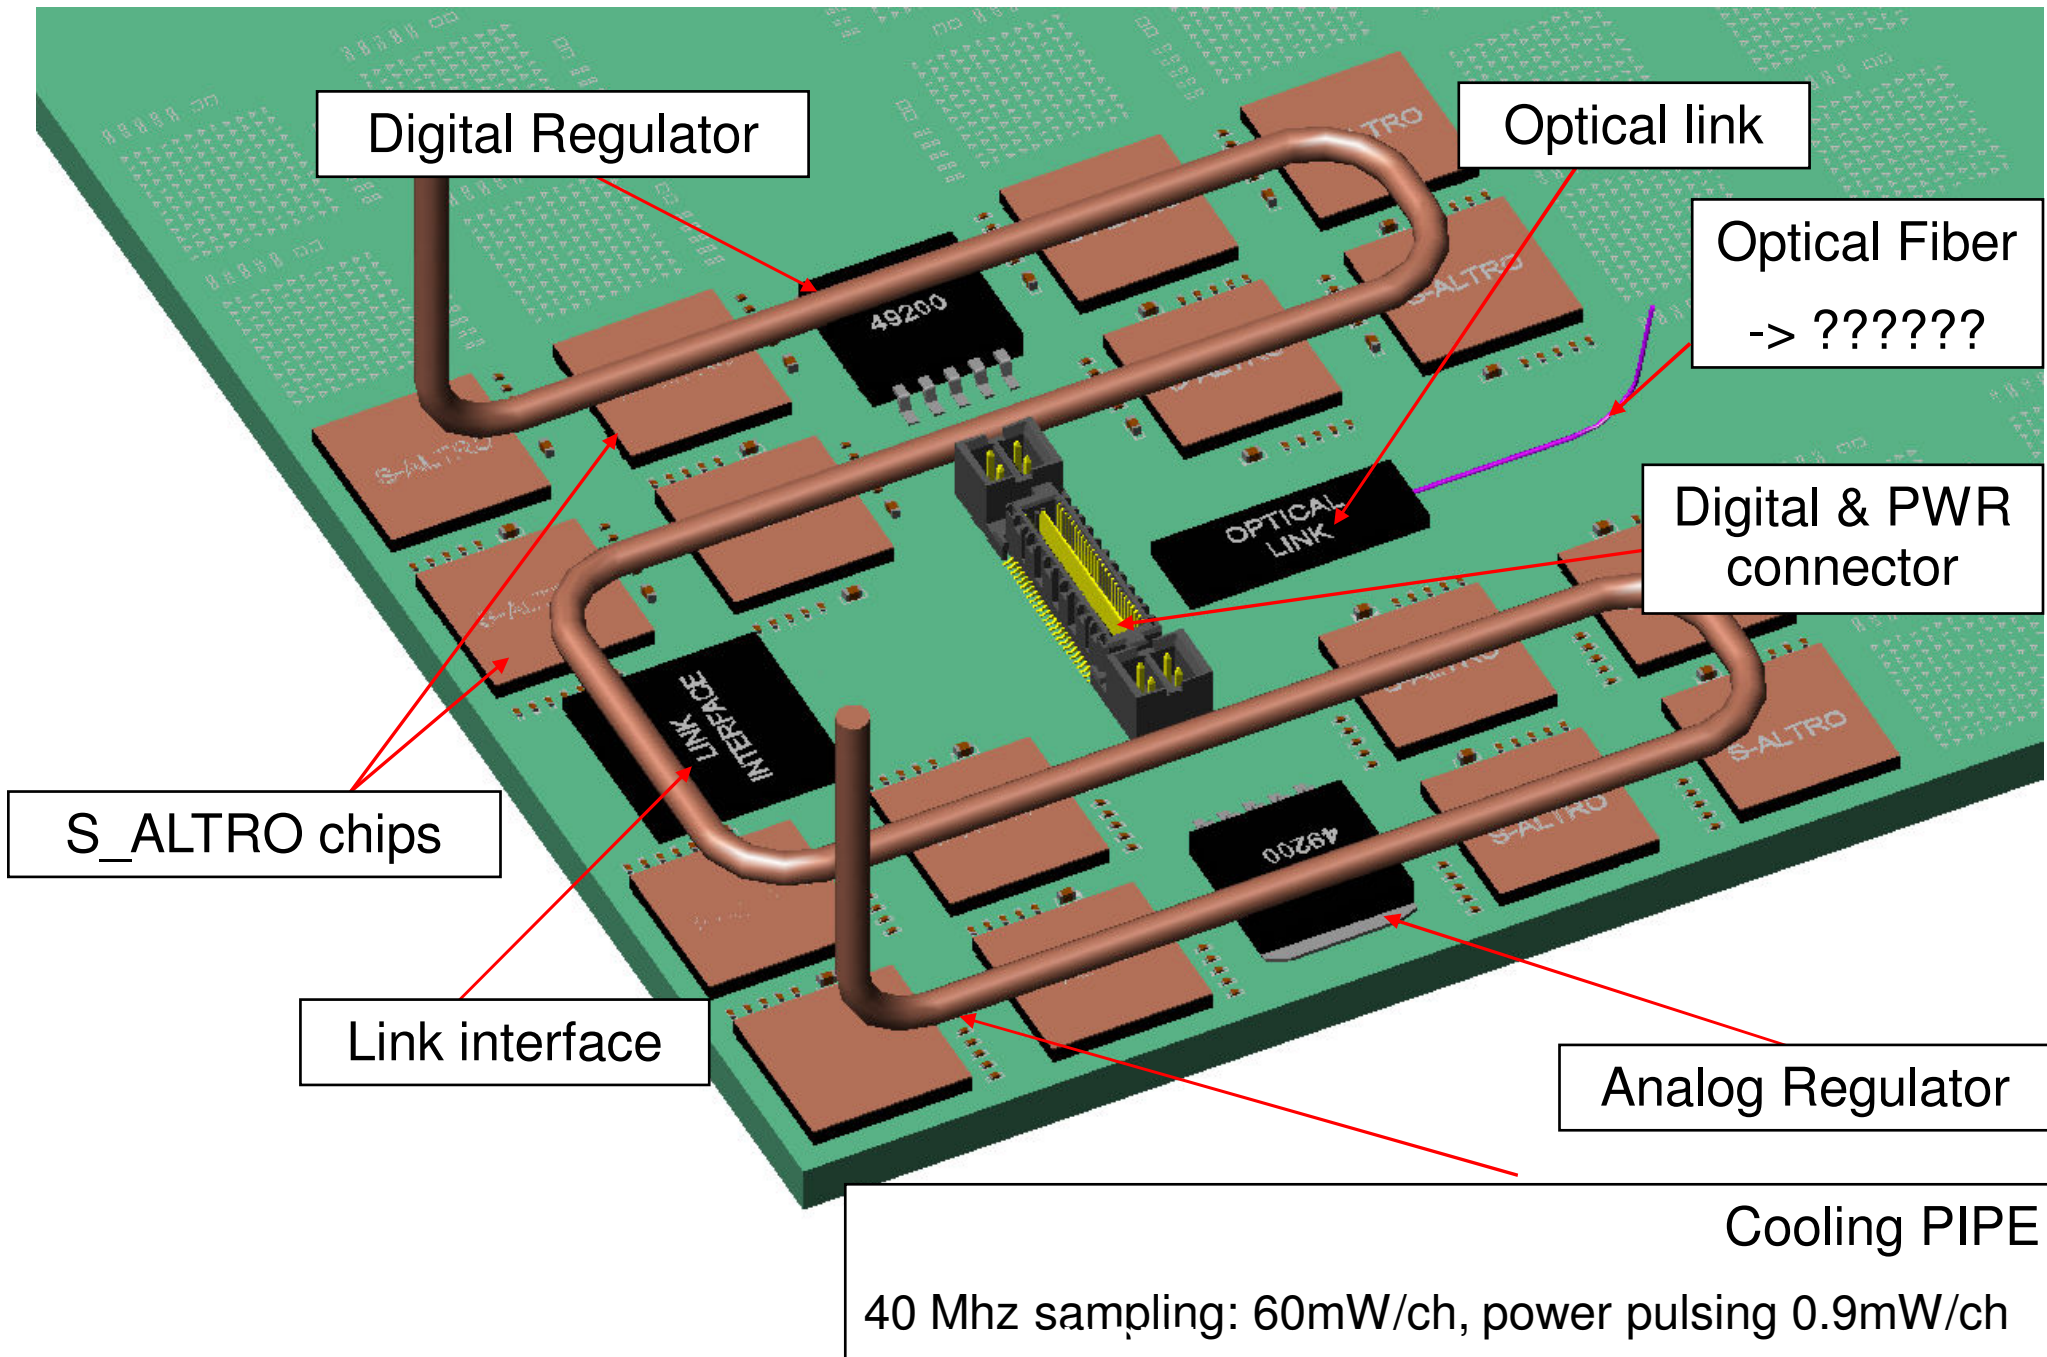 Digital Regulator
Optical link
Optical Fiber
-> ??????
Digital & PWR
connector
S_ALTRO chips
Link interface
Analog Regulator
Cooling PIPE
40 Mhz sampling: 60mW/ch, power pulsing 0.9mW/ch
49200
S-ALTRO
S-ALTRO
OPTICAL
LINK
LINK
INTERFACE
S-ALTRO
S-ALTRO
49200